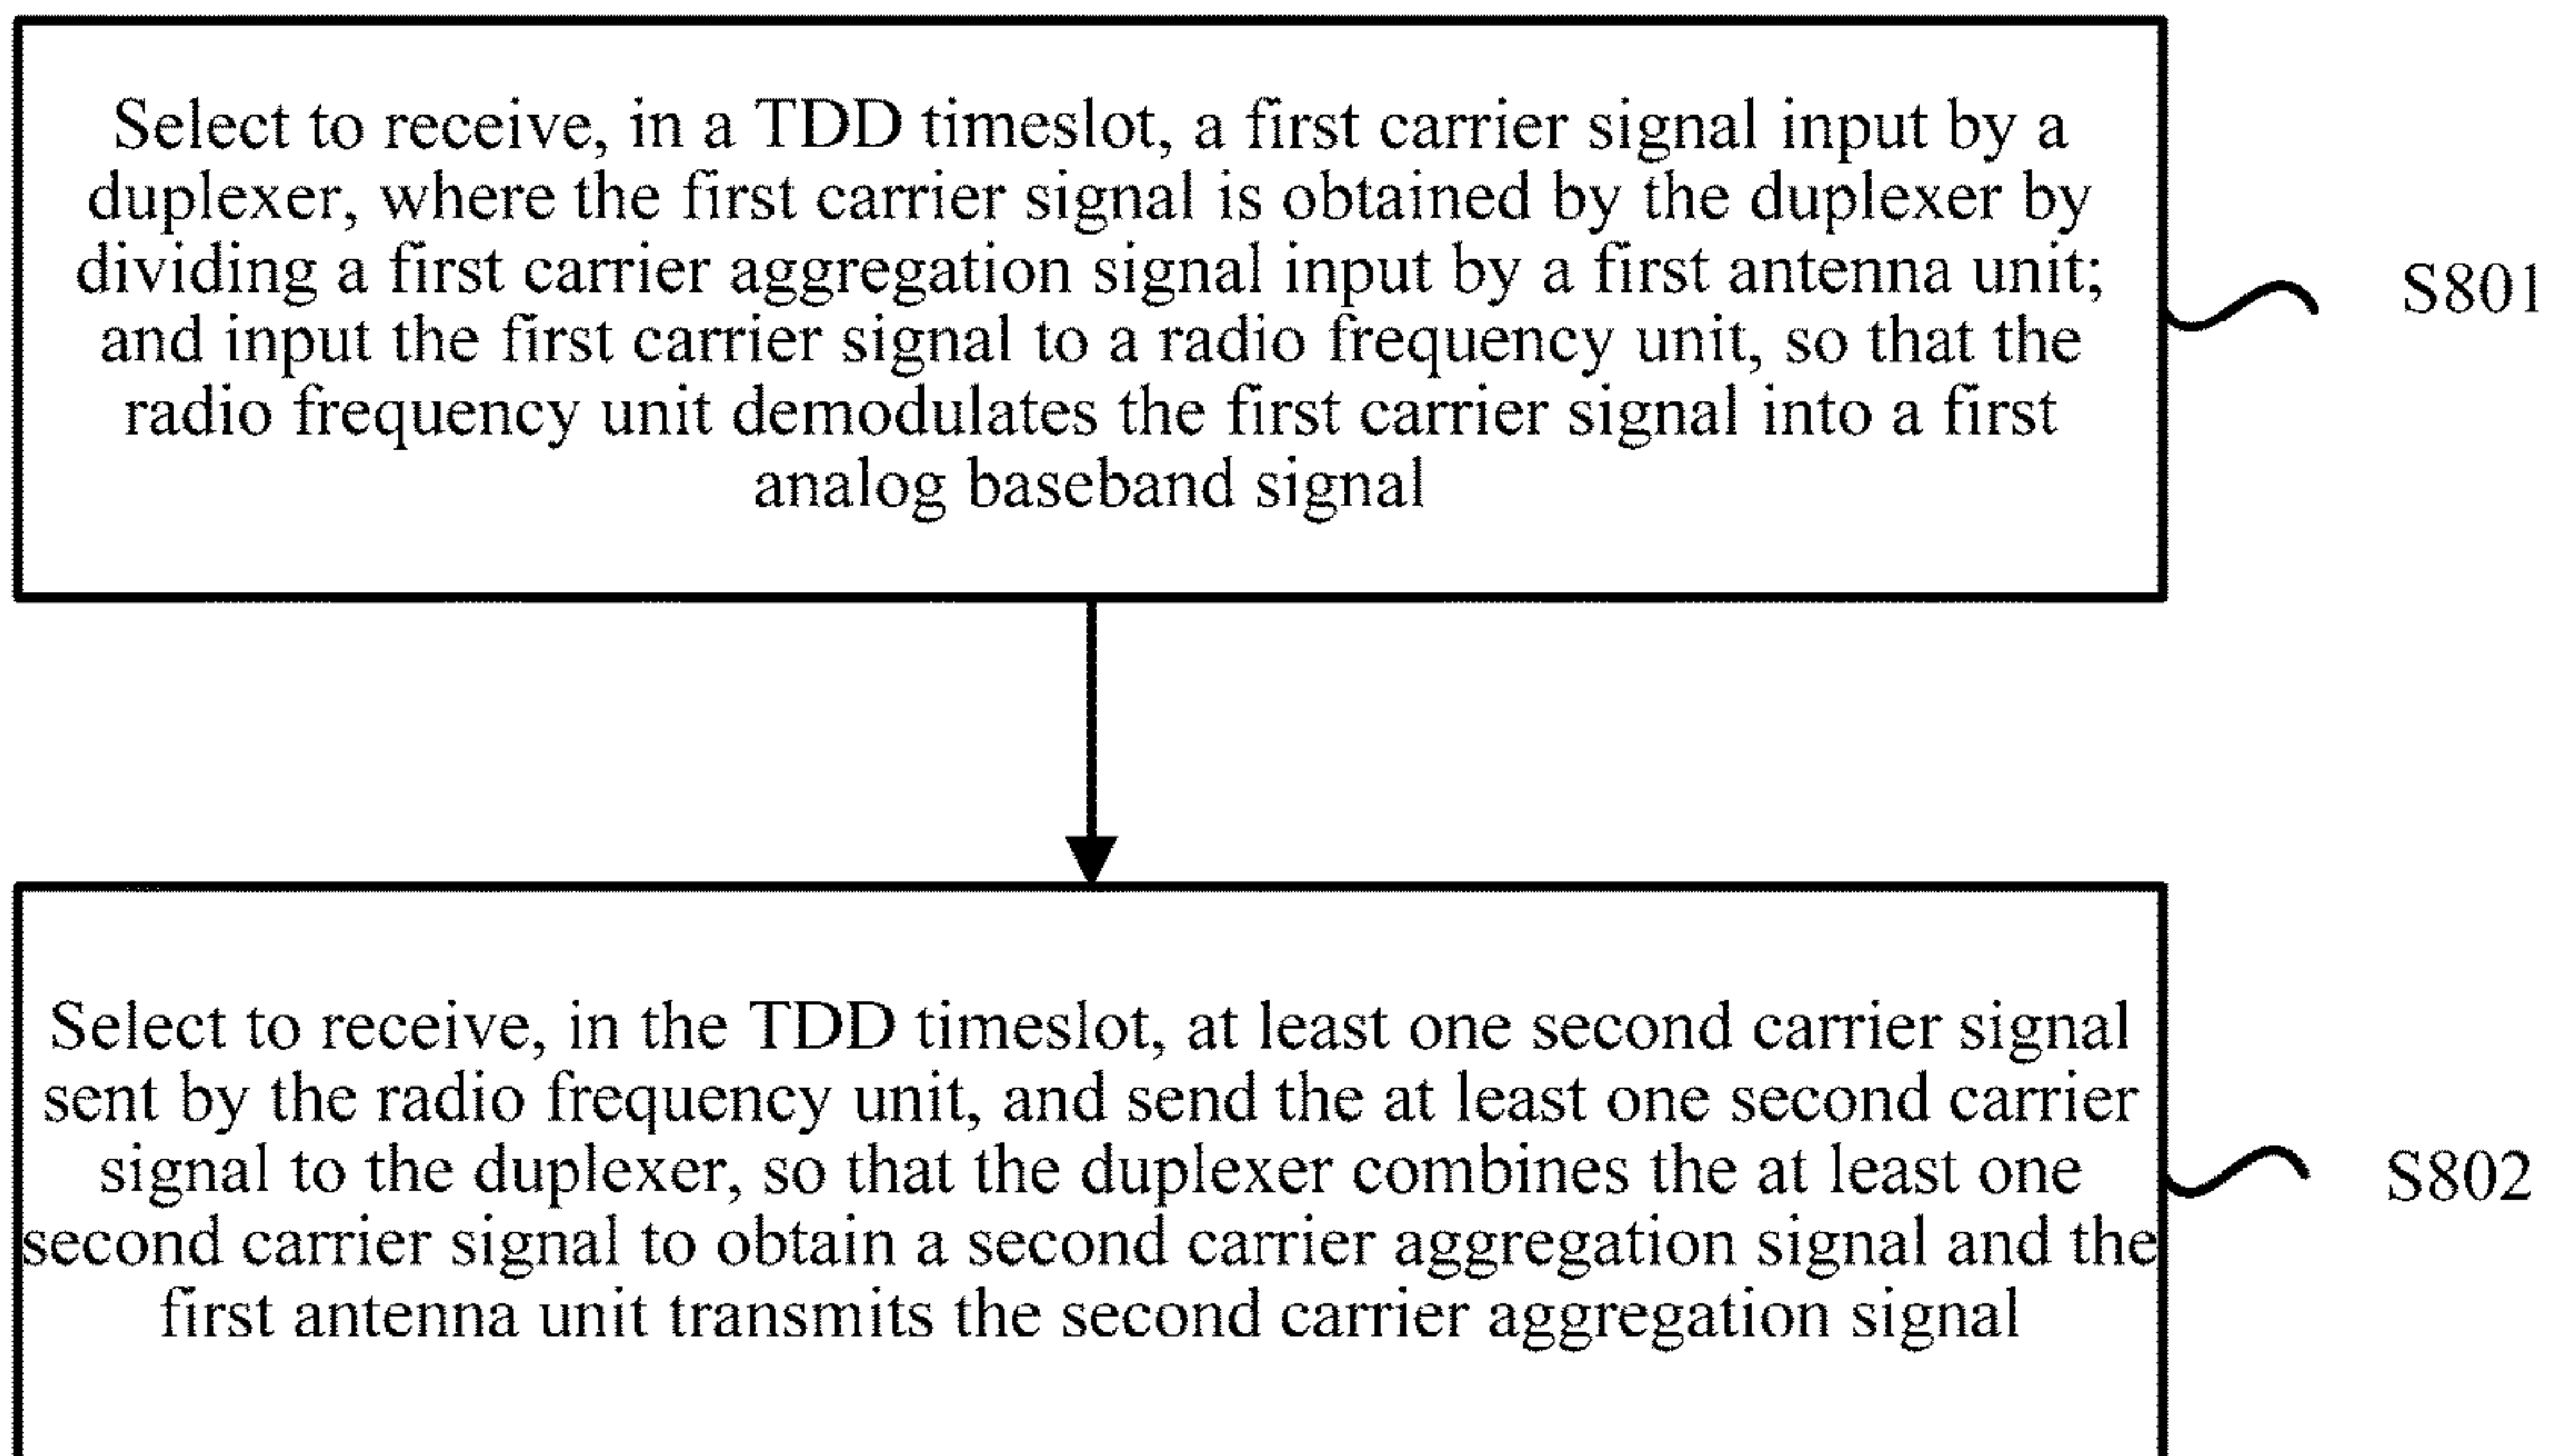 Select to receive, in a TDD timeslot, a first carrier signal input by a
duplexer, where the first carrier signal is obtained by the duplexer by
dividing a first carrier aggregation signal input by a first antenna unit;
and input the first carrier signal to a radio frequency unit, so that the
radio frequency unit demodulates the first carrier signal into a first
analog baseband signal
S801
Select to receive, in the TDD timeslot, at least one second carrier signal
sent by the radio frequency unit, and send the at least one second carrier
signal to the duplexer, so that the duplexer combines the at least one
second carrier signal to obtain a second carrier aggregation signal and the
first antenna unit transmits the second carrier aggregation signal
S802